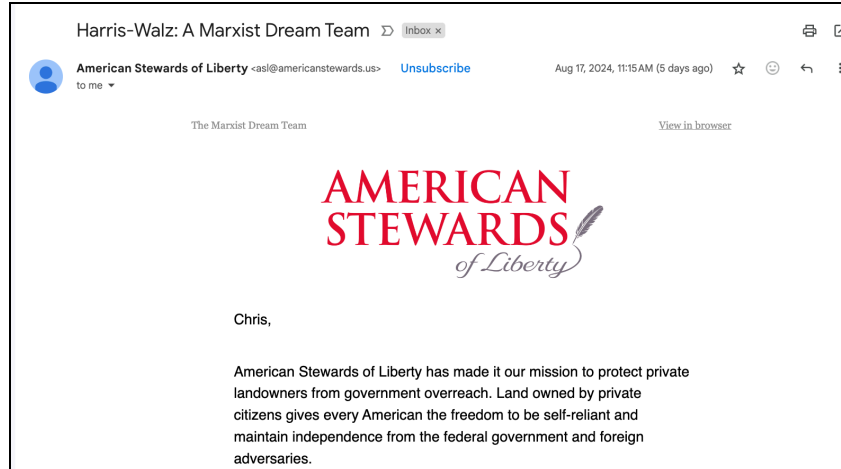 Harris-Walz: A Marxist Dream Team Inbox ×
American Stewards of Liberty <asl@americanstewards.us> Unsubscribe Aug 17, 2024, 11:15 AM (5 days ago)
to me
The Marxist Dream Team View in browser
AMERICAN
STEWARDS
of Liberty
Chris,
American Stewards of Liberty has made it our mission to protect private
landowners from government overreach. Land owned by private
citizens gives every American the freedom to be self-reliant and
maintain independence from the federal government and foreign
adversaries.